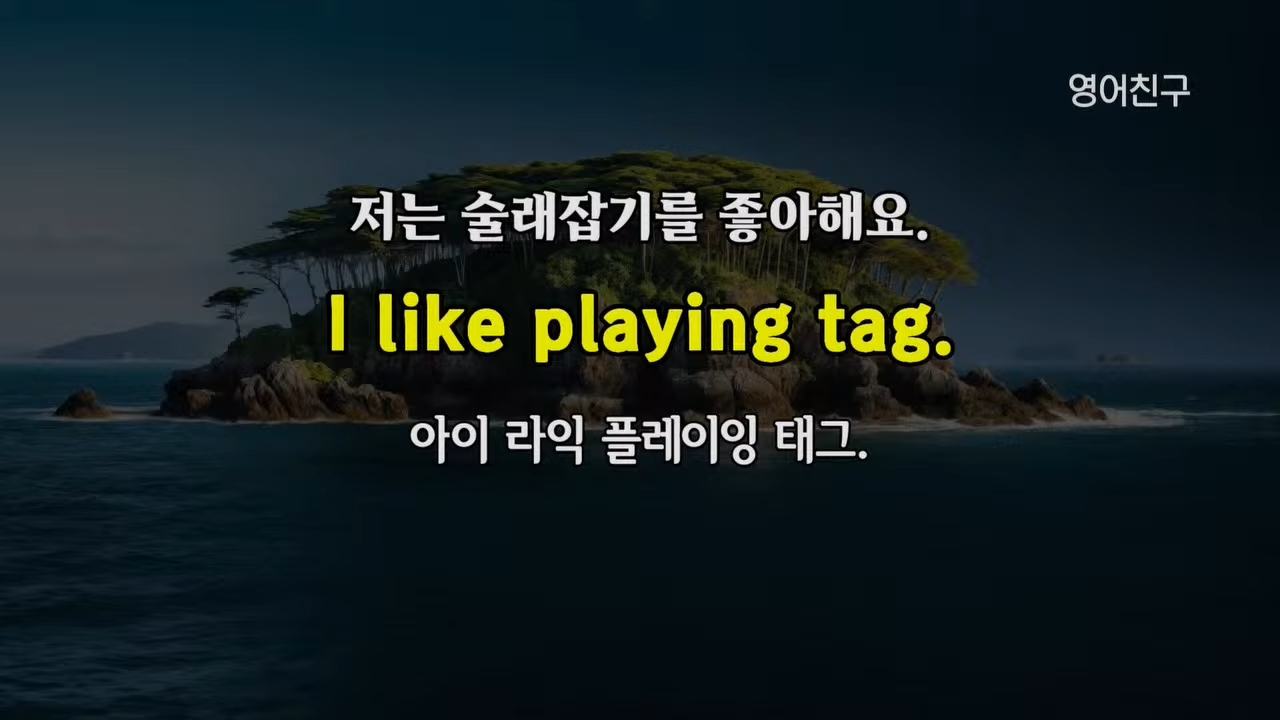 영어친구
저는 술래잡기를 좋아해요.
I like playing tag.
아이 라익 플레이잉 태그.